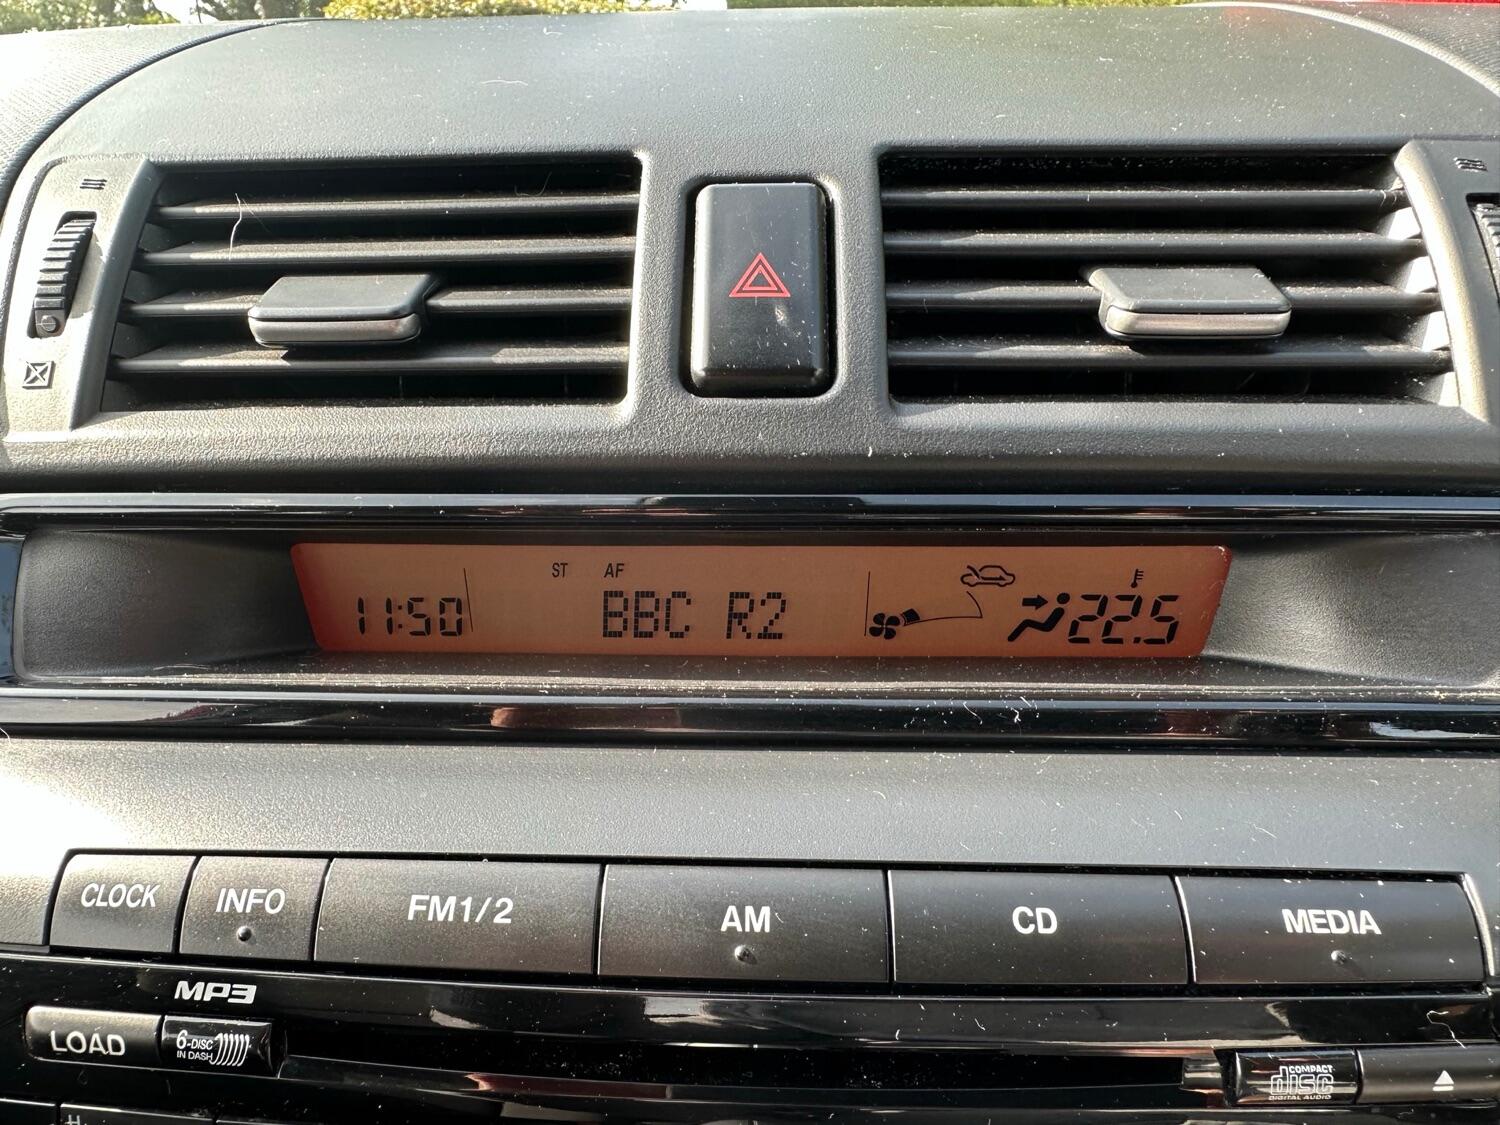 ST AF
11:50 BBC R2 22.5
CLOCK INFO FM1/2 AM CD MEDIA
MP3
LOAD 6-DISC IN DASH COMPACT disc DIGITAL AUDIO